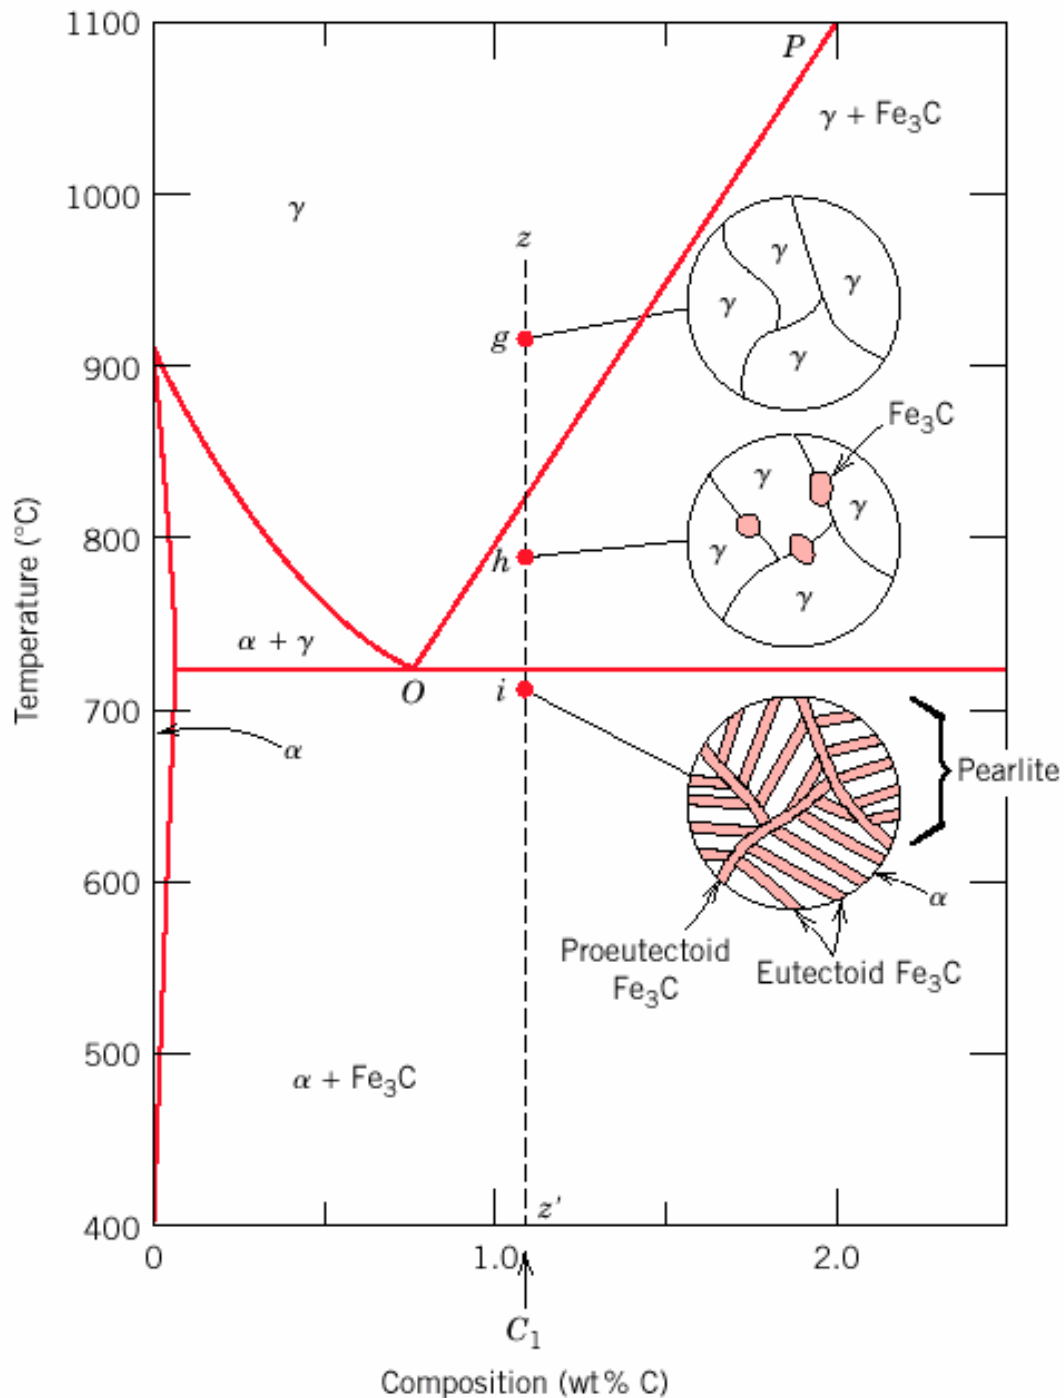 1100
P
γ + Fe₃C
1000
γ
z
γ
γ
γ
g
γ
900
Fe₃C
γ
γ
800
h
γ
γ
Temperature (°C)
α + γ
O
i
700
α
Pearlite
600
α
Proeutectoid
Fe₃C
Eutectoid Fe₃C
500
α + Fe₃C
z'
400
0
1.0
2.0
C₁
Composition (wt% C)